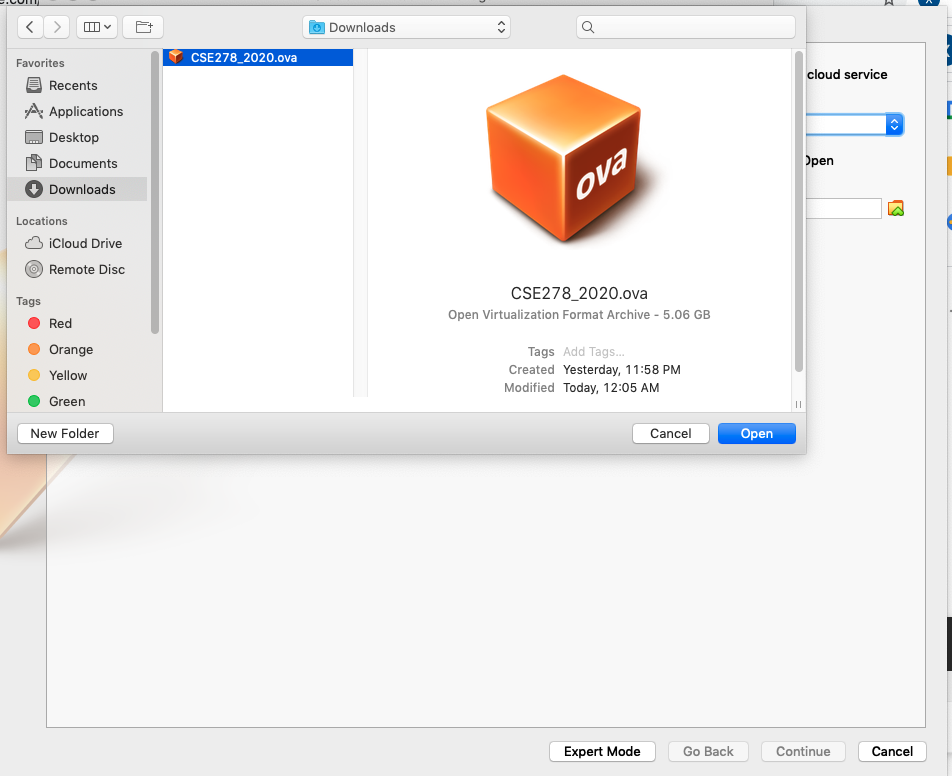 Downloads
Favorites
Recents
Applications
Desktop
Documents
Downloads
Locations
iCloud Drive
Remote Disc
Tags
Red
Orange
Yellow
Green
CSE278_2020.ova
ova
CSE278_2020.ova
Open Virtualization Format Archive - 5.06 GB
Tags Add Tags...
Created Yesterday, 11:58 PM
Modified Today, 12:05 AM
New Folder
Cancel
Open
cloud service
Open
Expert Mode
Go Back
Continue
Cancel